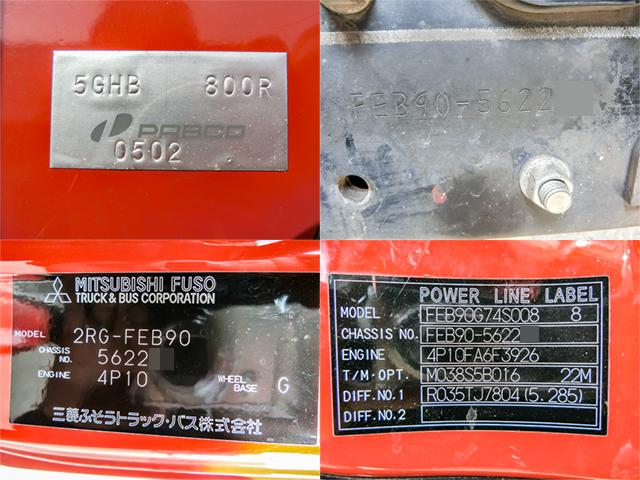 5GHB 800R
PABCO
0502
FEB90-5622
MITSUBISHI FUSO
TRUCK & BUS CORPORATION
MODEL 2RG-FEB90
CHASSIS NO. 5622
ENGINE 4P10 WHEEL BASE G
三菱ふそうトラック・バス株式会社
POWER LINE LABEL
MODEL FEB90G74S008 8
CHASSIS NO. FEB90-5622
ENGINE 4P10FA6F3926
T/M・OPT. M038S5B016 22M
DIFF.NO.1 R035TJ7804(5.285)
DIFF.NO.2